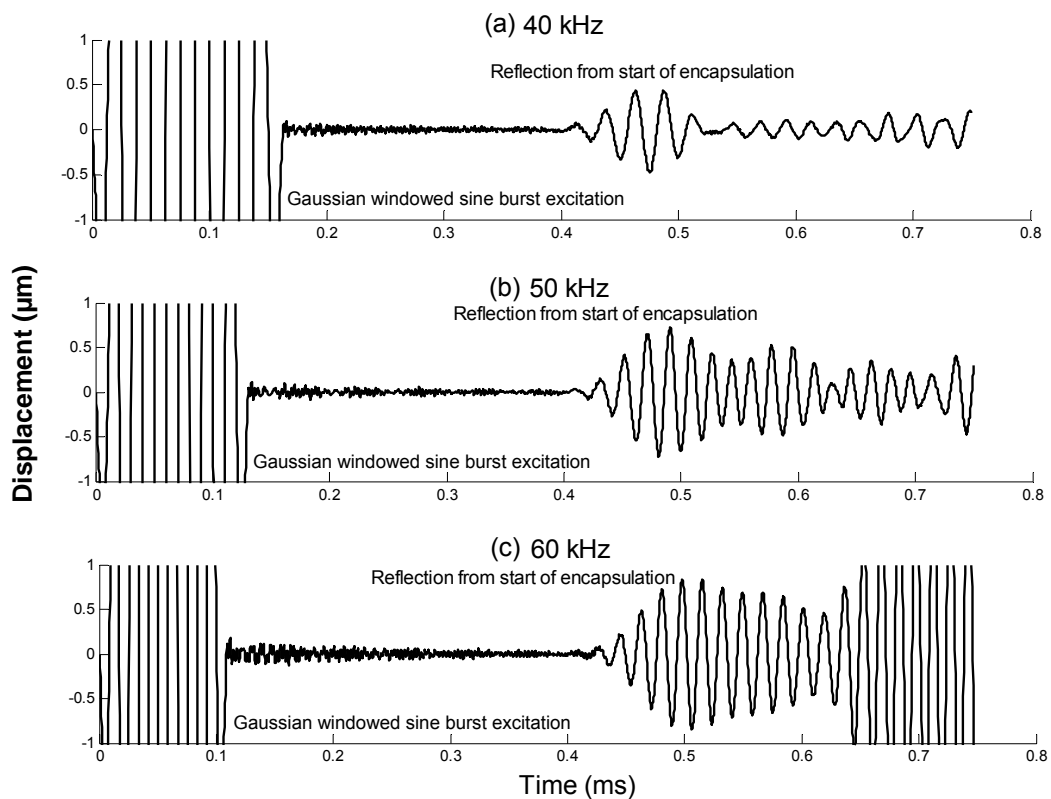 (a) 40 kHz
1
Reflection from start of encapsulation
0.5
0
-0.5
Gaussian windowed sine burst excitation
-1
0 0.1 0.2 0.3 0.4 0.5 0.6 0.7 0.8
(b) 50 kHz
1
Reflection from start of encapsulation
0.5
0
-0.5
Gaussian windowed sine burst excitation
-1
0 0.1 0.2 0.3 0.4 0.5 0.6 0.7 0.8
Displacement (µm)
(c) 60 kHz
1
Reflection from start of encapsulation
0.5
0
-0.5
Gaussian windowed sine burst excitation
-1
0 0.1 0.2 0.3 0.4 0.5 0.6 0.7 0.8
Time (ms)